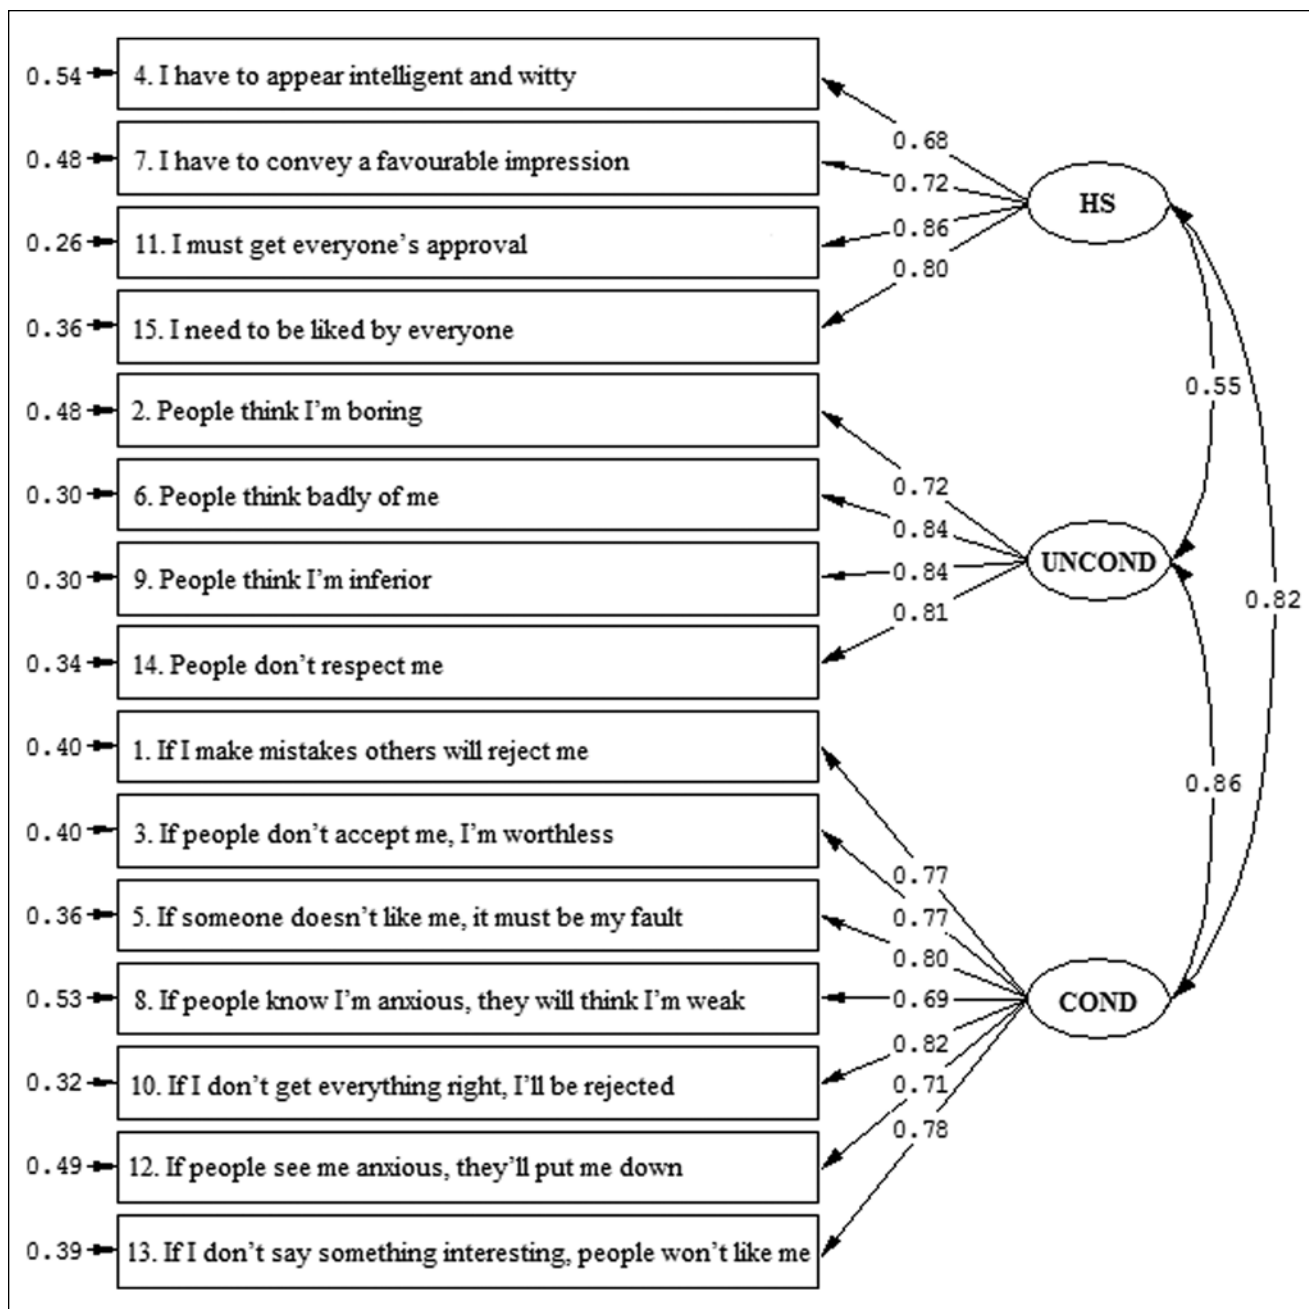 0.54 4. I have to appear intelligent and witty
0.68
0.48 7. I have to convey a favourable impression
0.72
HS
0.26 11. I must get everyone’s approval
0.86
0.80
0.36 15. I need to be liked by everyone
0.55
0.48 2. People think I’m boring
0.72
0.30 6. People think badly of me
0.84
UNCOND
0.30 9. People think I’m inferior
0.84
0.82
0.81
0.34 14. People don’t respect me
0.40 1. If I make mistakes others will reject me
0.86
0.40 3. If people don’t accept me, I’m worthless
0.77
0.77
0.36 5. If someone doesn’t like me, it must be my fault
0.80
0.53 8. If people know I’m anxious, they will think I’m weak
0.69
COND
0.82
0.32 10. If I don’t get everything right, I’ll be rejected
0.71
0.78
0.49 12. If people see me anxious, they’ll put me down
0.39 13. If I don’t say something interesting, people won’t like me